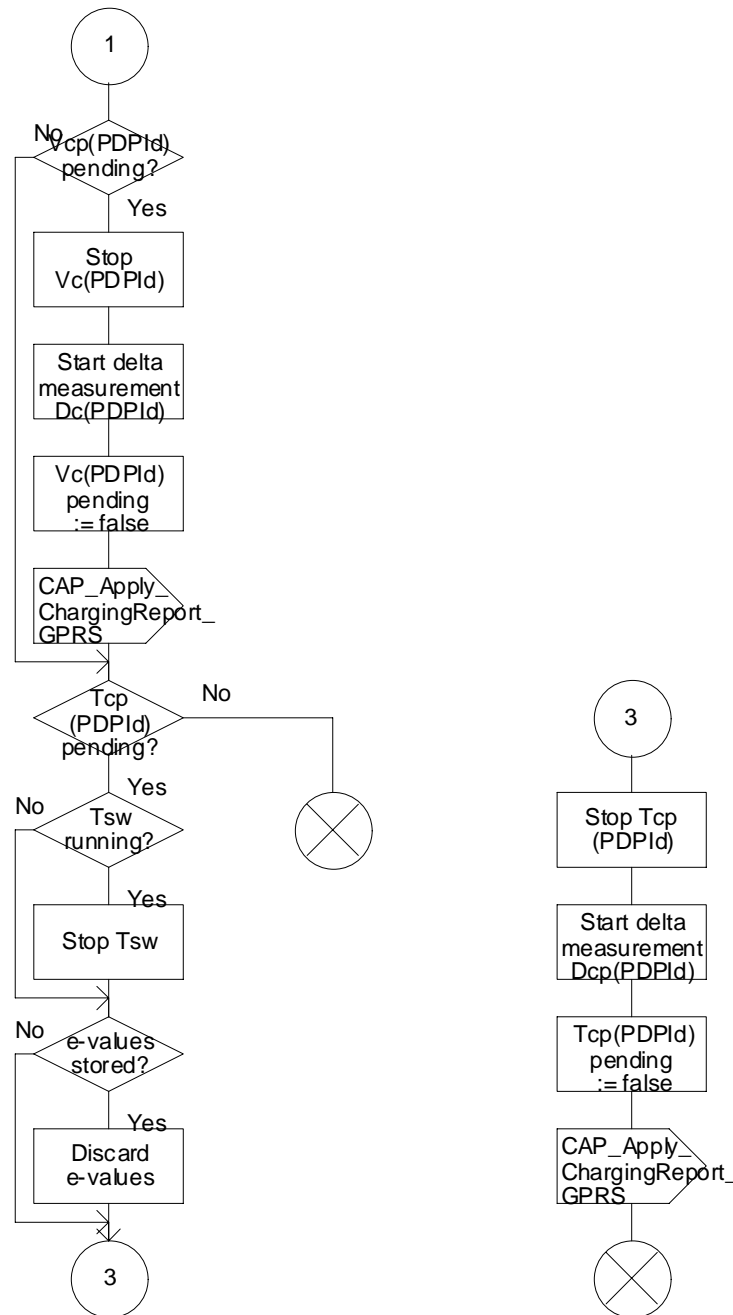 1
No
Vcp(PDPId)
pending?
Yes
Stop
Vc(PDPId)
Start delta
measurement
Dc(PDPId)
Vc(PDPId)
pending
:= false
CAP_Apply_
ChargingReport_
GPRS
Tcp
(PDPId)
pending?
No
Yes
No
Tsw
running?
Yes
Stop Tsw
No
e-values
stored?
Yes
Discard
e-values
3
3
Stop Tcp
(PDPId)
Start delta
measurement
Dcp(PDPId)
Tcp(PDPId)
pending
:= false
CAP_Apply_
ChargingReport_
GPRS